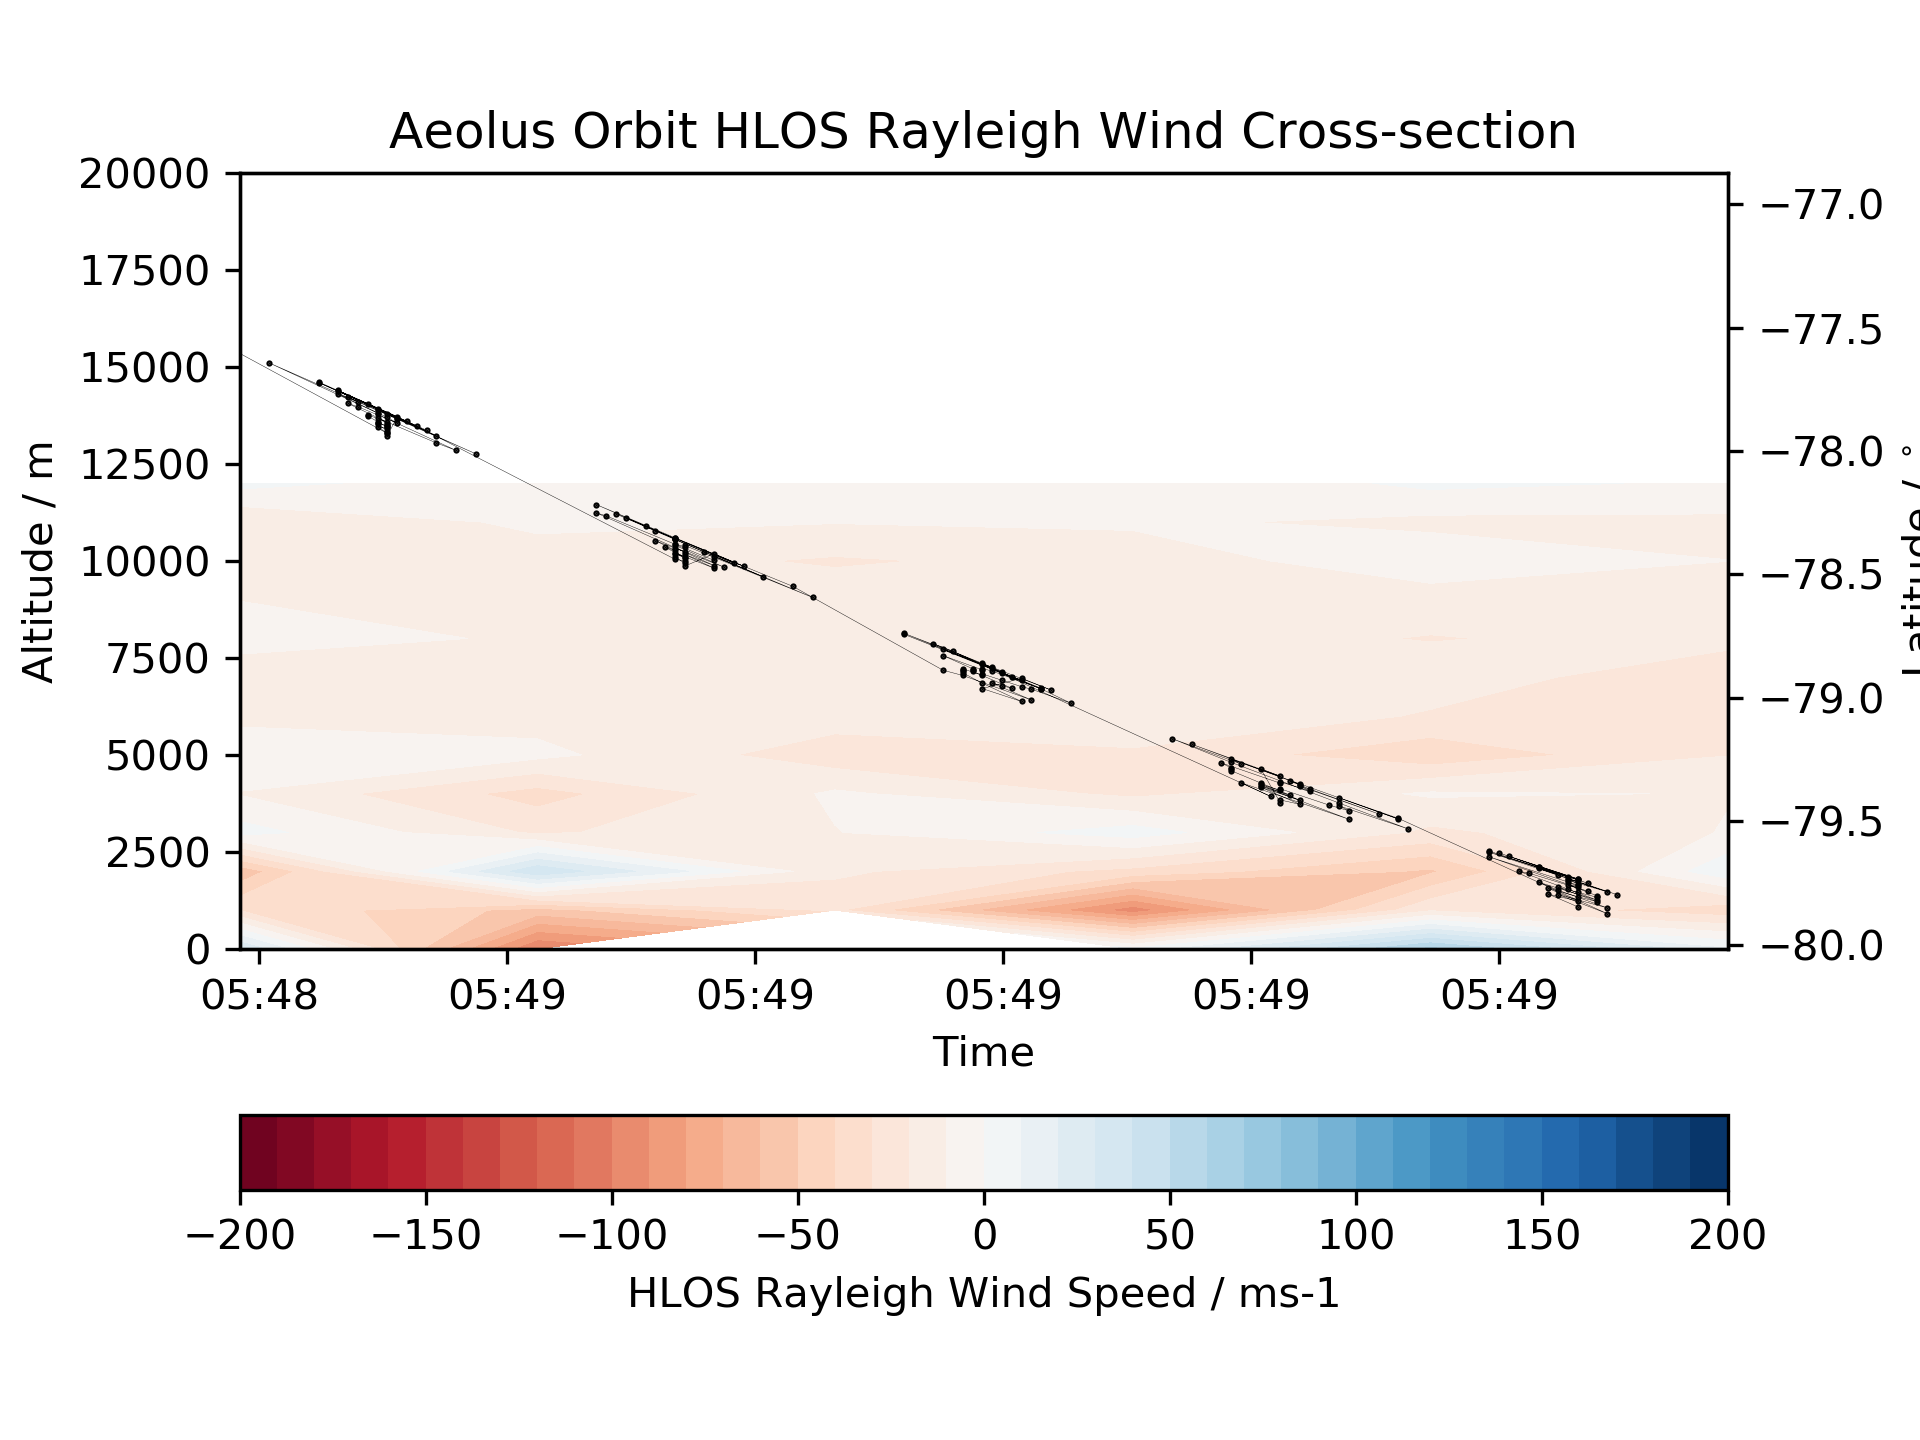 Aeolus Orbit HLOS Rayleigh Wind Cross-section
20000
17500
15000
12500
10000
7500
5000
2500
0
Altitude / m
−77.0
−77.5
−78.0
−78.5
−79.0
−79.5
−80.0
Latitude / °
05:48 05:49 05:49 05:49 05:49 05:49
Time
−200 −150 −100 −50 0 50 100 150 200
HLOS Rayleigh Wind Speed / ms-1